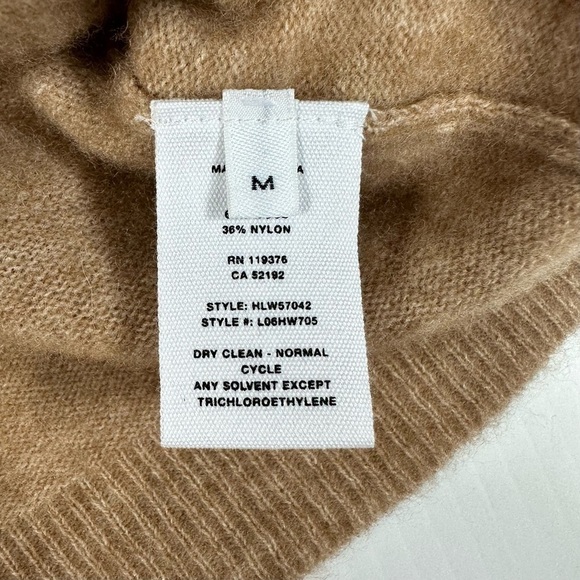 M
36% NYLON
RN 119376
CA 52192
STYLE: HLW57042
STYLE #: L06HW705
DRY CLEAN - NORMAL
CYCLE
ANY SOLVENT EXCEPT
TRICHLOROETHYLENE